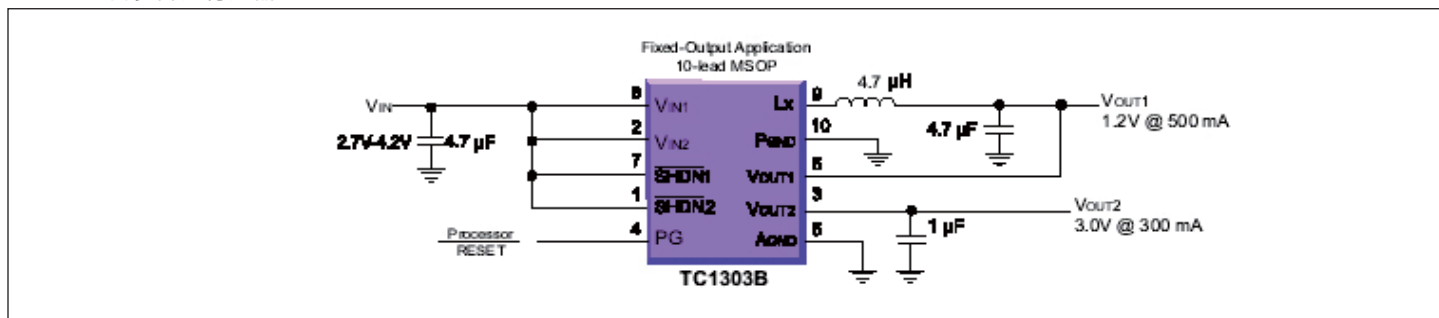 Fixed-Output Application
10-lead MSOP
VIN
2.7V-4.2V
4.7 µF
8 VIN1
2 VIN2
7 SHDN1
1 SHDN2
4 PG
Processor
RESET
LX 9
4.7 µH
PGND 10
VOUT1
VOUT2 3
AGND
4.7 µF
VOUT1
1.2V @ 500 mA
1 µF
VOUT2
3.0V @ 300 mA
TC1303B